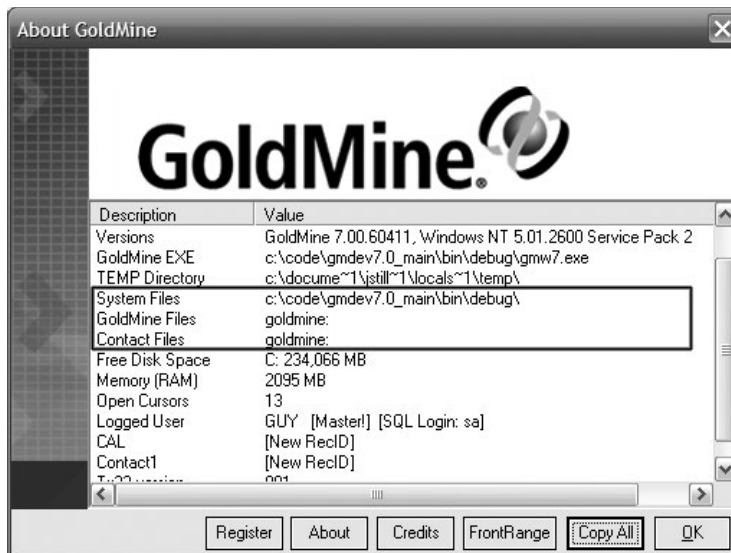 About GoldMine
GoldMine®
Description Value
Versions GoldMine 7.00.60411, Windows NT 5.01.2600 Service Pack 2
GoldMine EXE c:\code\gmdev7.0_main\bin\debug\gmw7.exe
TEMP Directory c:\docume~1\jstill~1\locals~1\temp\
System Files c:\code\gmdev7.0_main\bin\debug\
GoldMine Files goldmine:
Contact Files goldmine:
Free Disk Space C: 234,066 MB
Memory (RAM) 2095 MB
Open Cursors 13
Logged User GUY [Master!] [SQL Login: sa]
CAL [New RecID]
Contact1 [New RecID]
Register About Credits FrontRange Copy All OK